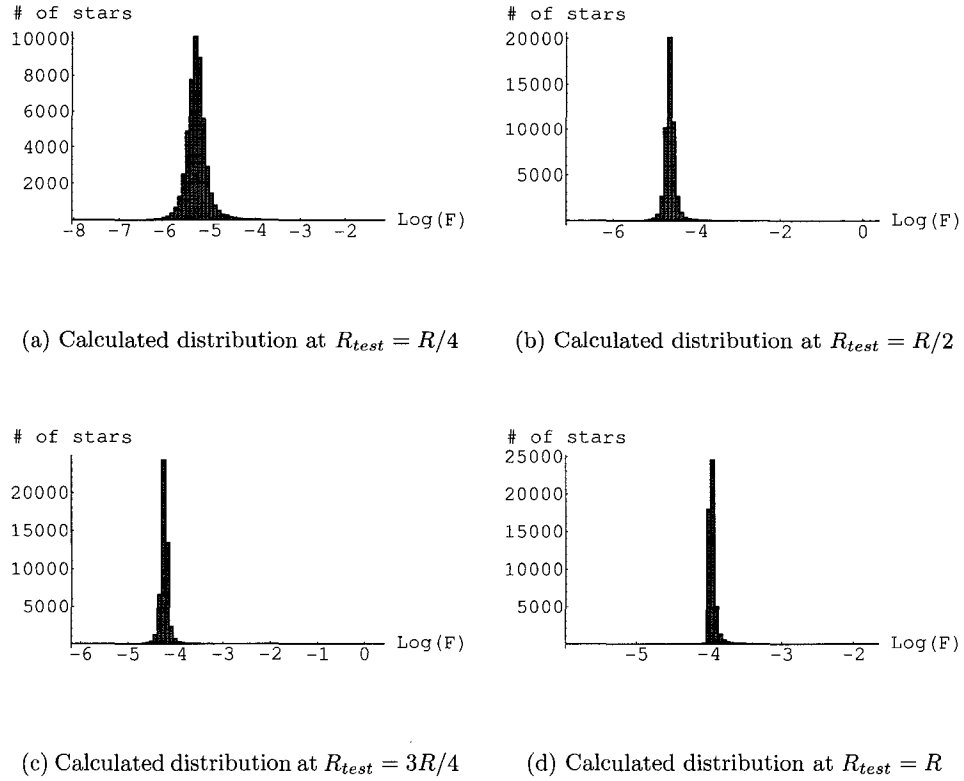 # of stars
10000
8000
6000
4000
2000
-8 -7 -6 -5 -4 -3 -2 Log(F)
# of stars
20000
15000
10000
5000
-6 -4 -2 0 Log(F)
(a) Calculated distribution at R_test = R/4
(b) Calculated distribution at R_test = R/2
# of stars
20000
15000
10000
5000
-6 -5 -4 -3 -2 -1 0 Log(F)
# of stars
25000
20000
15000
10000
5000
-5 -4 -3 -2 Log(F)
(c) Calculated distribution at R_test = 3R/4
(d) Calculated distribution at R_test = R